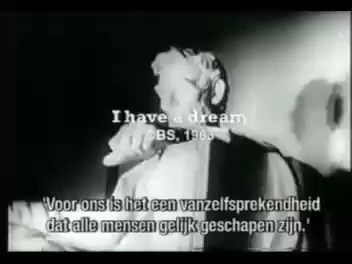 I have a dream
CBS, 1963
'Voor ons is het een vanzelfsprekendheid
dat alle mensen gelijk geschapen zijn.'